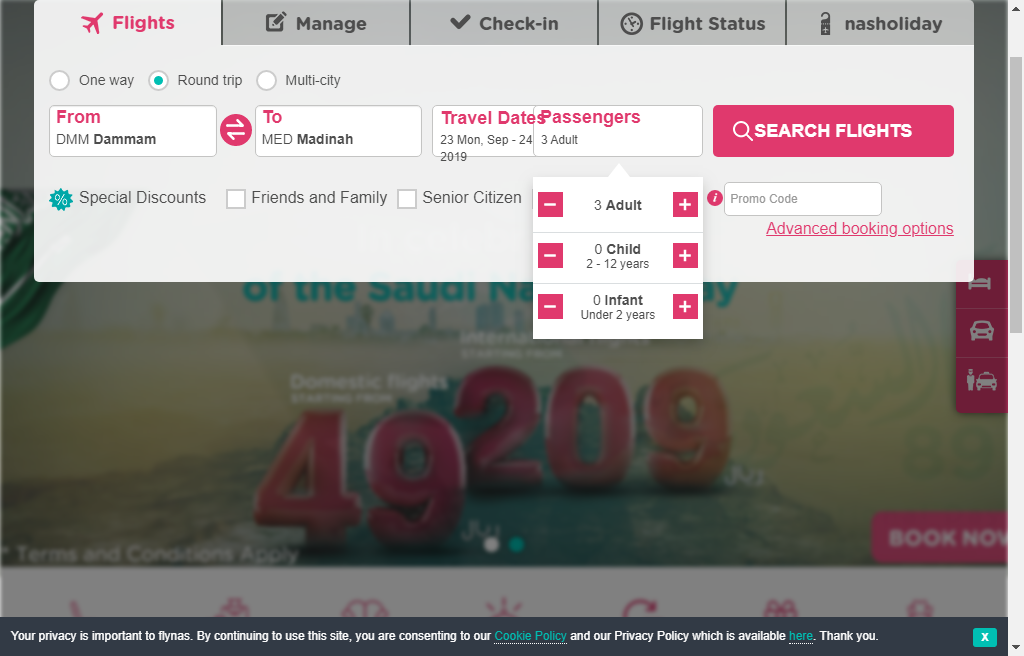 Flights
Manage
Check-in
Flight Status
nasholiday
One way
Round trip
Multi-city
From
DMM Dammam
To
MED Madinah
Travel Dates
23 Mon, Sep - 24
2019
Passengers
3 Adult
SEARCH FLIGHTS
Special Discounts
Friends and Family
Senior Citizen
3 Adult
0 Child
2 - 12 years
0 Infant
Under 2 years
i
Promo Code
Advanced booking options
of the Saudi Na
International flights
STARTING FROM
Domestic flights
STARTING FROM
49
209
ريال
ريال
* Terms and Conditions Apply
BOOK NOW
Your privacy is important to flynas. By continuing to use this site, you are consenting to our Cookie Policy and our Privacy Policy which is available here. Thank you.
X